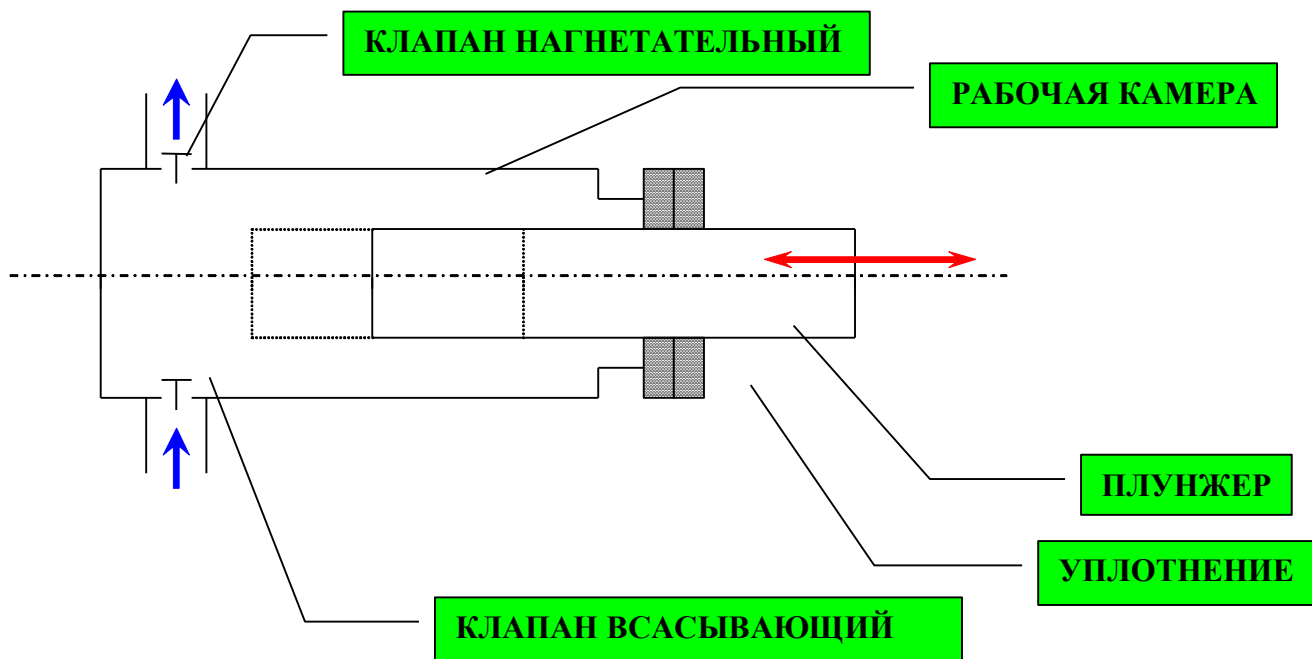 КЛАПАН НАГНЕТАТЕЛЬНЫЙ
РАБОЧАЯ КАМЕРА
ПЛУНЖЕР
УПЛОТНЕНИЕ
КЛАПАН ВСАСЫВАЮЩИЙ